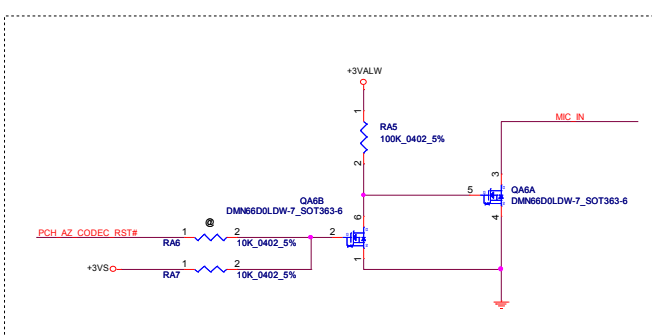 +3VALW
MIC_IN
1
RA5
100K_0402_5%
2
3
5
QA6A
DMN66D0LDW-7_SOT363-6
QA6B
DMN66D0LDW-7_SOT363-6
4
6
@
PCH_AZ_CODEC_RST#
1
2
2
RA6
10K_0402_5%
1
+3VS
1
2
RA7
10K_0402_5%